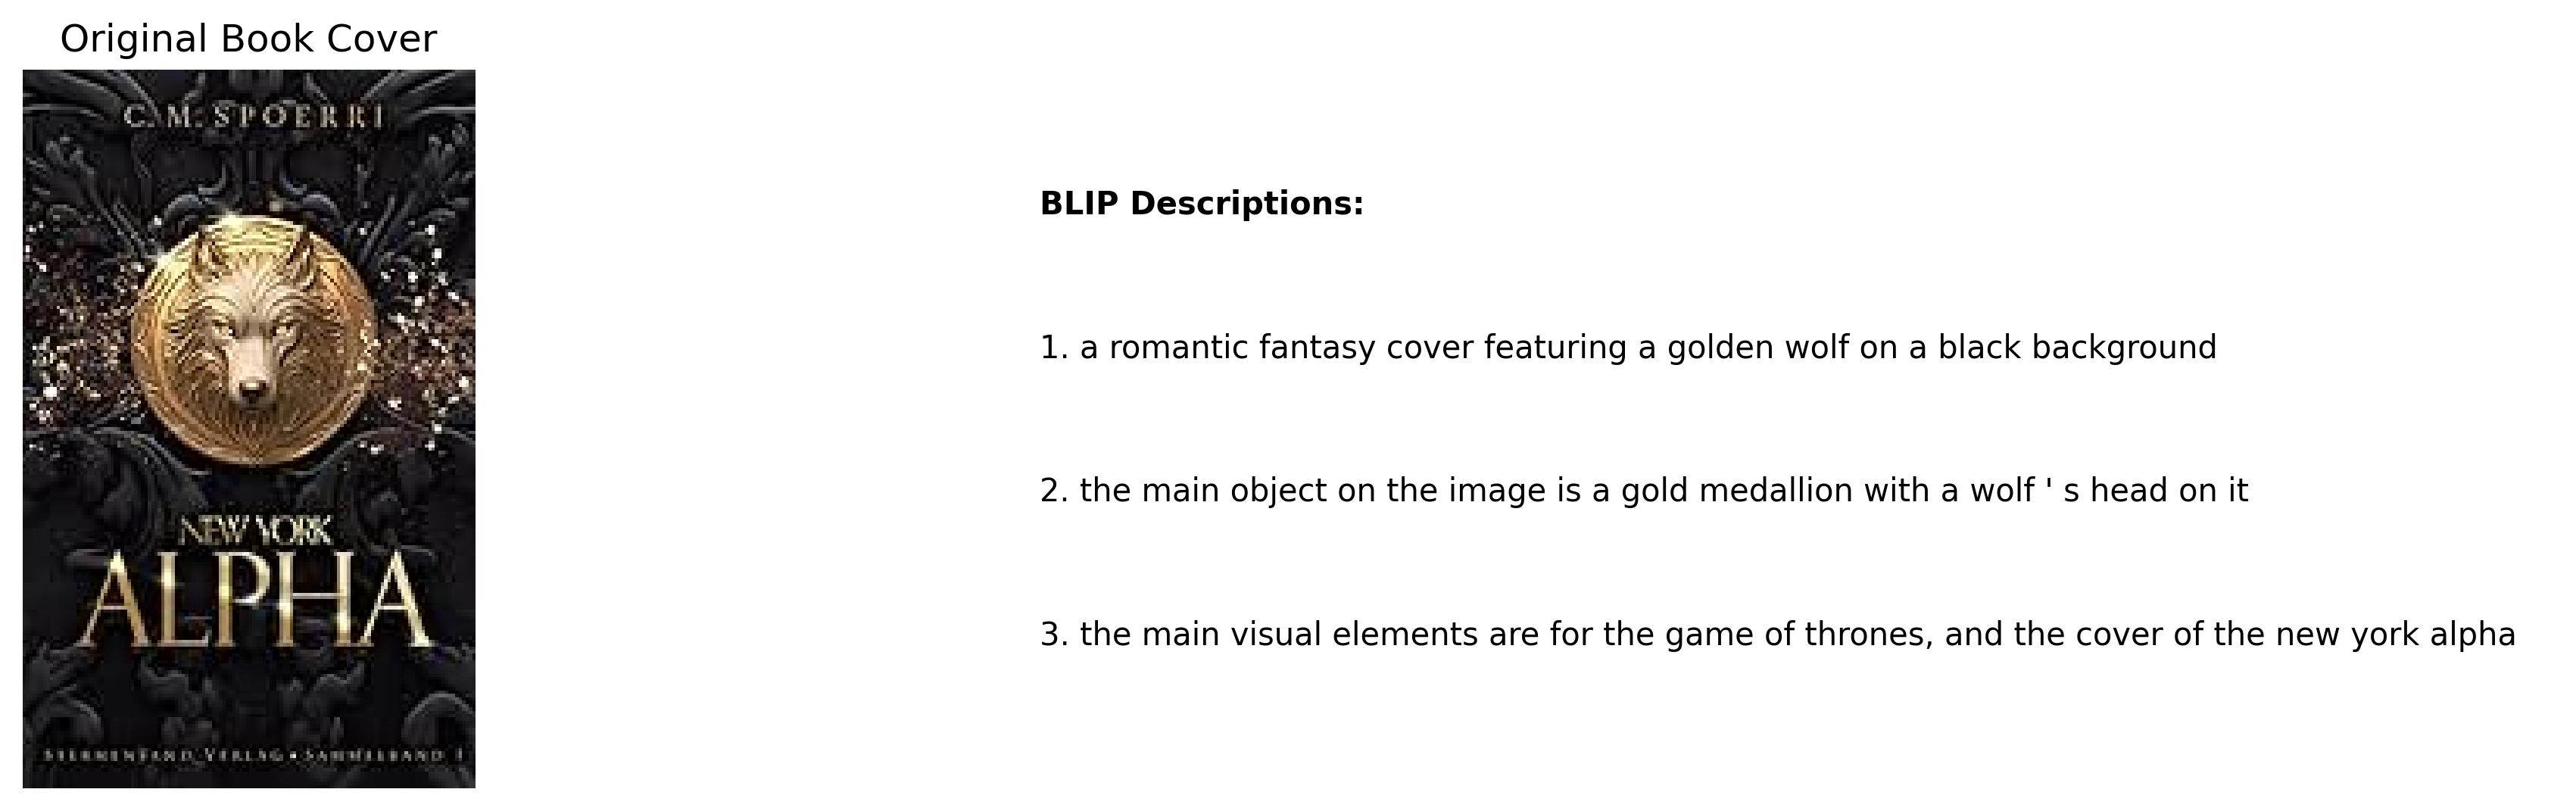 Original Book Cover
C. M. SPOERRI
NEW YORK
ALPHA
STERNENSAND VERLAG • SAMMELBAND 1
BLIP Descriptions:
1. a romantic fantasy cover featuring a golden wolf on a black background
2. the main object on the image is a gold medallion with a wolf ' s head on it
3. the main visual elements are for the game of thrones, and the cover of the new york alpha